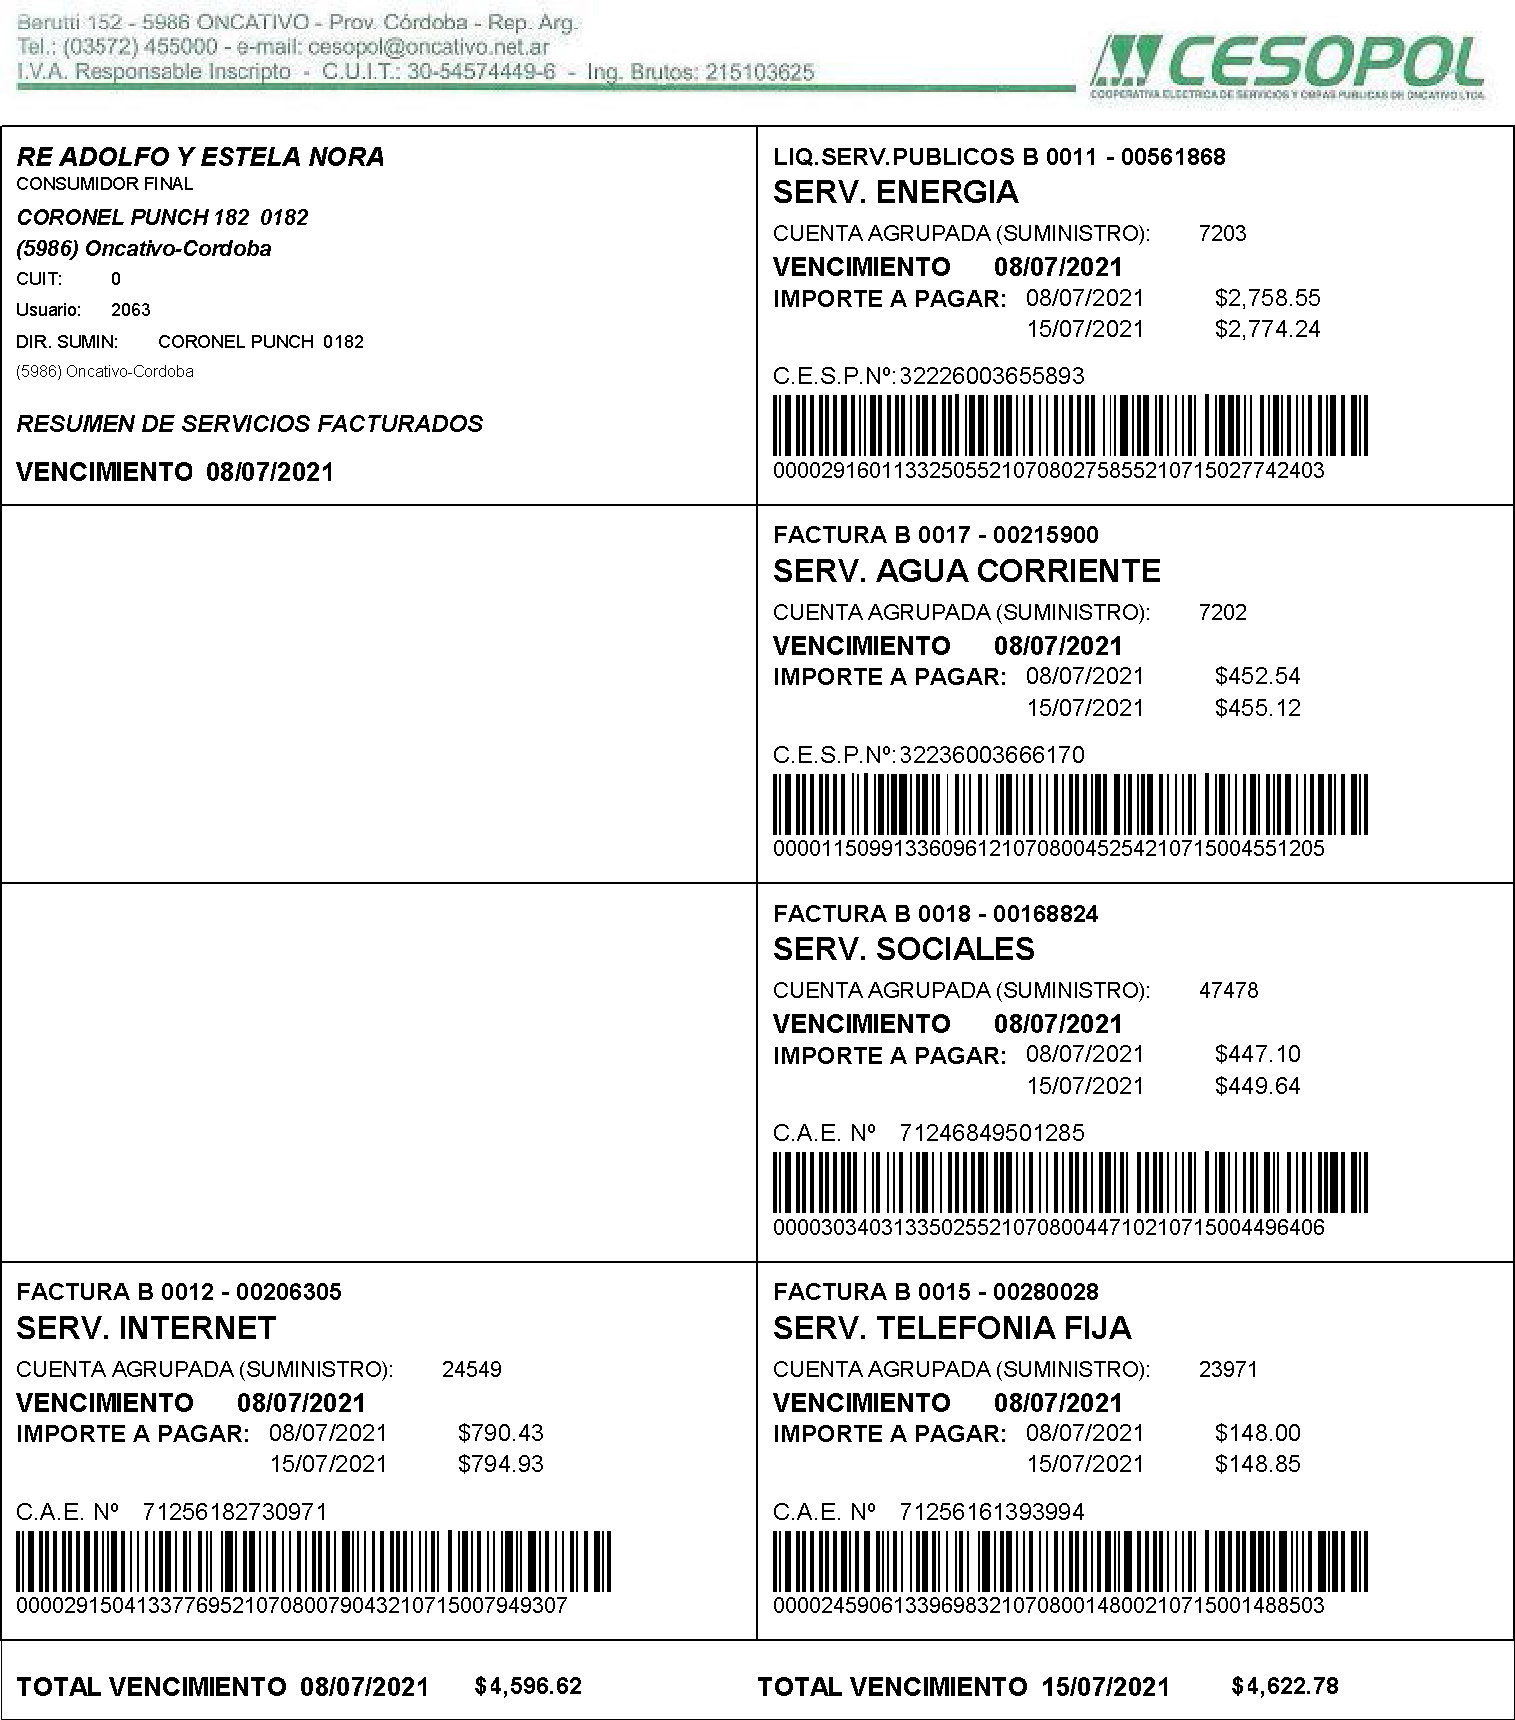 Berutti 152 - 5986 ONCATIVO - Prov. Córdoba - Rep. Arg.
Tel.: (03572) 455000 - e-mail: cesopol@oncativo.net.ar
I.V.A. Responsable Inscripto - C.U.I.T.: 30-54574449-6 - Ing. Brutos: 215103625
CESOPOL
COOPERATIVA ELECTRICA DE SERVICIOS Y OBRAS PUBLICAS DE ONCATIVO LTDA.
RE ADOLFO Y ESTELA NORA
CONSUMIDOR FINAL
CORONEL PUNCH 182 0182
(5986) Oncativo-Cordoba
CUIT: 0
Usuario: 2063
DIR. SUMIN: CORONEL PUNCH 0182
(5986) Oncativo-Cordoba
RESUMEN DE SERVICIOS FACTURADOS
VENCIMIENTO 08/07/2021
LIQ.SERV.PUBLICOS B 0011 - 00561868
SERV. ENERGIA
CUENTA AGRUPADA (SUMINISTRO): 7203
VENCIMIENTO 08/07/2021
IMPORTE A PAGAR: 08/07/2021 $2,758.55
15/07/2021 $2,774.24
C.E.S.P.Nº: 32226003655893
0000291601133250552107080275855210715027742403
FACTURA B 0017 - 00215900
SERV. AGUA CORRIENTE
CUENTA AGRUPADA (SUMINISTRO): 7202
VENCIMIENTO 08/07/2021
IMPORTE A PAGAR: 08/07/2021 $452.54
15/07/2021 $455.12
C.E.S.P.Nº: 32236003666170
0000115099133609612107080045254210715004551205
FACTURA B 0018 - 00168824
SERV. SOCIALES
CUENTA AGRUPADA (SUMINISTRO): 47478
VENCIMIENTO 08/07/2021
IMPORTE A PAGAR: 08/07/2021 $447.10
15/07/2021 $449.64
C.A.E. Nº 71246849501285
0000303403133502552107080044710210715004496406
FACTURA B 0012 - 00206305
SERV. INTERNET
CUENTA AGRUPADA (SUMINISTRO): 24549
VENCIMIENTO 08/07/2021
IMPORTE A PAGAR: 08/07/2021 $790.43
15/07/2021 $794.93
C.A.E. Nº 71256182730971
0000291504133776952107080079043210715007949307
FACTURA B 0015 - 00280028
SERV. TELEFONIA FIJA
CUENTA AGRUPADA (SUMINISTRO): 23971
VENCIMIENTO 08/07/2021
IMPORTE A PAGAR: 08/07/2021 $148.00
15/07/2021 $148.85
C.A.E. Nº 71256161393994
0000245906133969832107080014800210715001488503
TOTAL VENCIMIENTO 08/07/2021 $4,596.62
TOTAL VENCIMIENTO 15/07/2021 $4,622.78